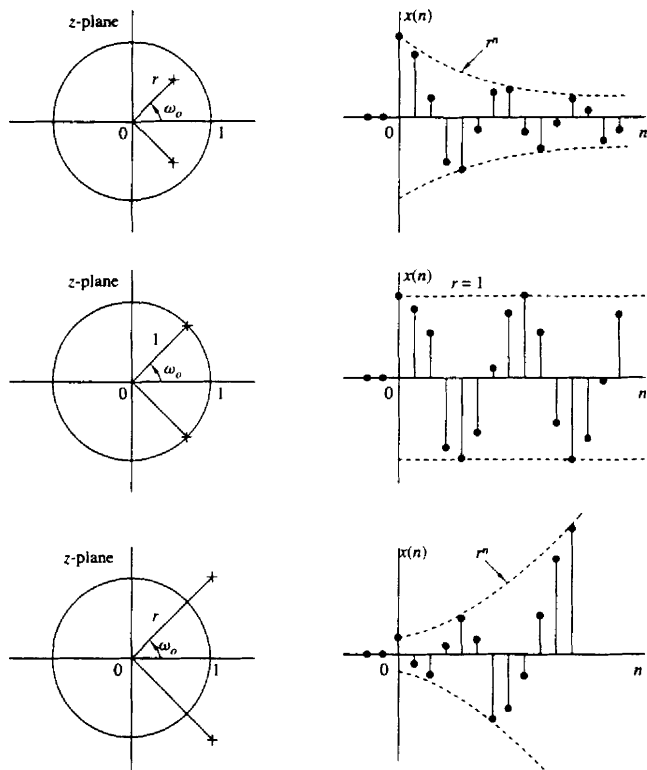 z-plane
r
ω₀
0
1
x(n)
rⁿ
0
n
z-plane
1
ω₀
0
1
x(n)
r = 1
0
n
z-plane
r
ω₀
0
1
x(n)
rⁿ
0
n